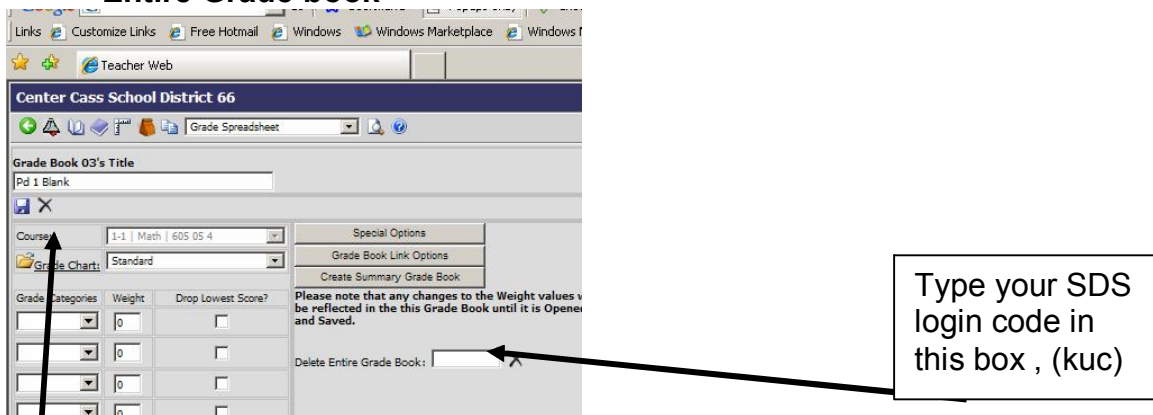 Entire Grade book
Links Customize Links Free Hotmail Windows Windows Marketplace Windows
Teacher Web
Center Cass School District 66
Grade Spreadsheet
Grade Book 03's Title
Pd 1 Blank
Course: 1-1 | Math | 605 05 4 Special Options
Grade Chart: Standard Grade Book Link Options
Create Summary Grade Book
Grade Categories Weight Drop Lowest Score? Please note that any changes to the Weight values
be reflected in the this Grade Book until it is Opene
and Saved.
0
0
Delete Entire Grade Book:
0
0
Type your SDS
login code in
this box , (kuc)